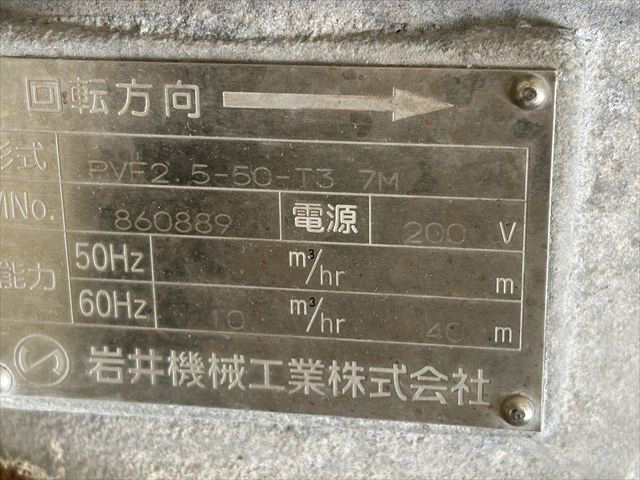 回転方向
形式 PVF2.5-50-T3.7M
MNo. 860889 電源 200 V
能力 50Hz m³/hr m
60Hz 10 m³/hr 40 m
岩井機械工業株式会社